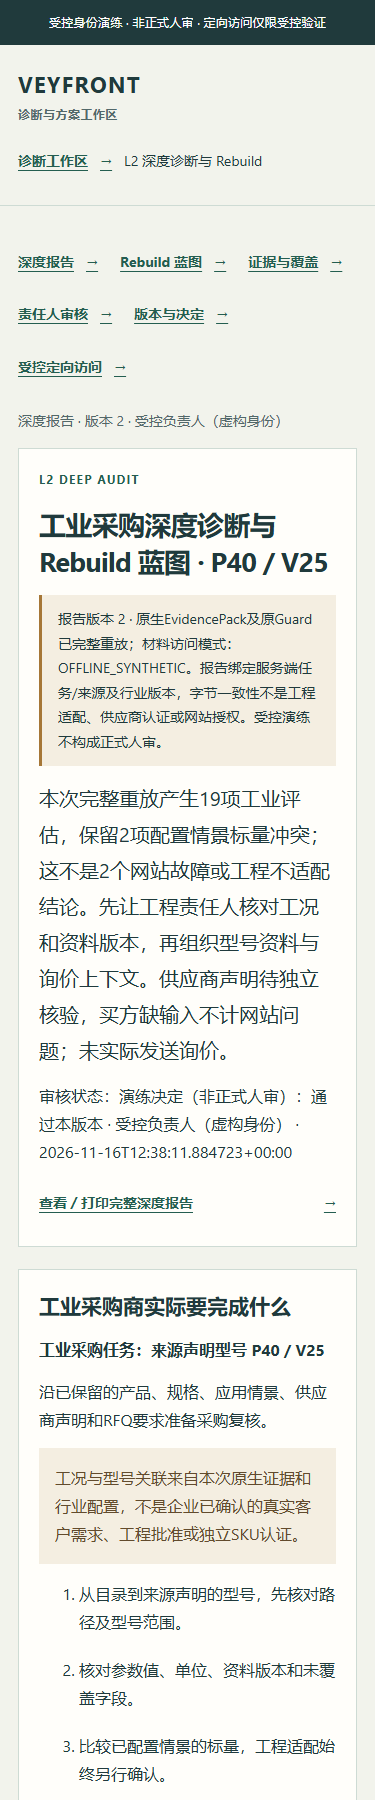 受控身份演练 · 非正式人审 · 定向访问仅限受控验证
VEYFRONT
诊断与方案工作区
诊断工作区 → L2 深度诊断与 Rebuild
深度报告 → Rebuild 蓝图 → 证据与覆盖 →
责任人审核 → 版本与决定 →
受控定向访问 →
深度报告 · 版本 2 · 受控负责人（虚构身份）
L2 DEEP AUDIT
工业采购深度诊断与
Rebuild 蓝图 · P40 / V25
报告版本 2 · 原生EvidencePack及原Guard
已完整重放；材料访问模式：
OFFLINE_SYNTHETIC。报告绑定服务端任
务/来源及行业版本，字节一致性不是工程
适配、供应商认证或网站授权。受控演练
不构成正式人审。
本次完整重放产生19项工业评
估，保留2项配置情景标量冲突；
这不是2个网站故障或工程不适配
结论。先让工程责任人核对工况
和资料版本，再组织型号资料与
询价上下文。供应商声明待独立
核验，买方缺输入不计网站问
题；未实际发送询价。
审核状态：演练决定（非正式人审）：通
过本版本 · 受控负责人（虚构身份） ·
2026-11-16T12:38:11.884723+00:00
查看 / 打印完整深度报告 →
工业采购商实际要完成什么
工业采购任务：来源声明型号 P40 / V25
沿已保留的产品、规格、应用情景、供应
商声明和RFQ要求准备采购复核。
工况与型号关联来自本次原生证据和
行业配置，不是企业已确认的真实客
户需求、工程批准或独立SKU认证。
1. 从目录到来源声明的型号，先核对路
径及型号范围。
2. 核对参数值、单位、资料版本和未覆
盖字段。
3. 比较已配置情景的标量，工程适配始
终另行确认。